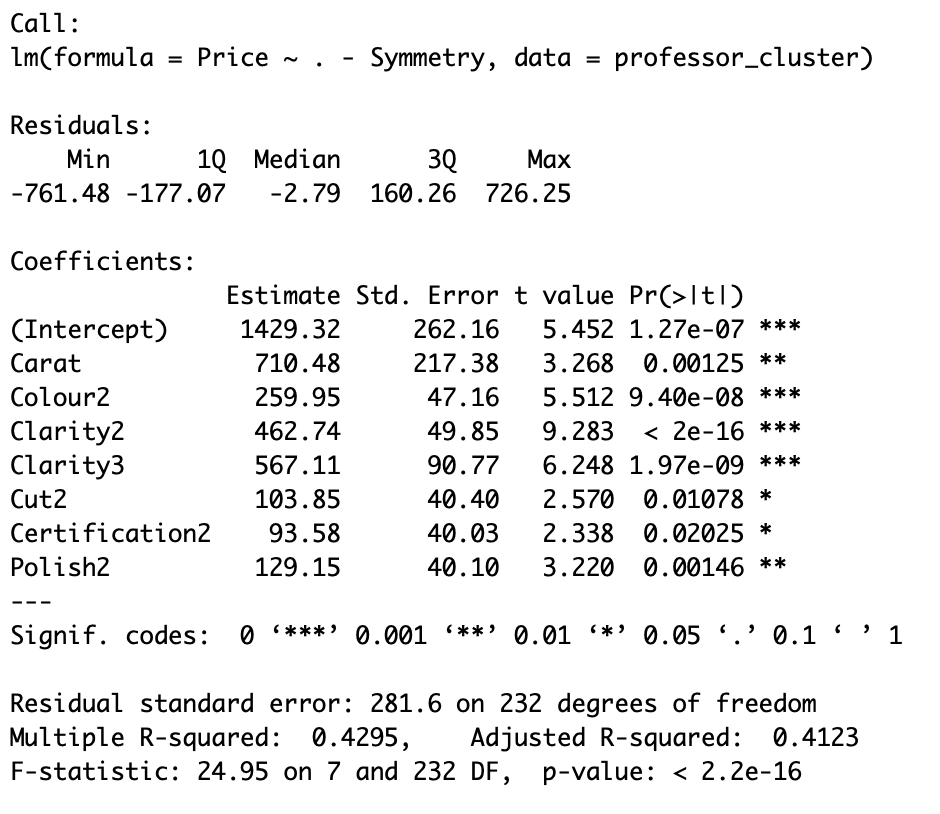 Call:
lm(formula = Price ~ . - Symmetry, data = professor_cluster)
Residuals:
    Min      1Q  Median      3Q     Max
-761.48 -177.07   -2.79  160.26  726.25
Coefficients:
               Estimate Std. Error t value Pr(>|t|)
(Intercept)     1429.32     262.16   5.452 1.27e-07 ***
Carat            710.48     217.38   3.268  0.00125 **
Colour2          259.95      47.16   5.512 9.40e-08 ***
Clarity2         462.74      49.85   9.283  < 2e-16 ***
Clarity3         567.11      90.77   6.248 1.97e-09 ***
Cut2             103.85      40.40   2.570  0.01078 *
Certification2    93.58      40.03   2.338  0.02025 *
Polish2          129.15      40.10   3.220  0.00146 **
---
Signif. codes:  0 ‘***’ 0.001 ‘**’ 0.01 ‘*’ 0.05 ‘.’ 0.1 ‘ ’ 1
Residual standard error: 281.6 on 232 degrees of freedom
Multiple R-squared:  0.4295,    Adjusted R-squared:  0.4123
F-statistic: 24.95 on 7 and 232 DF,  p-value: < 2.2e-16